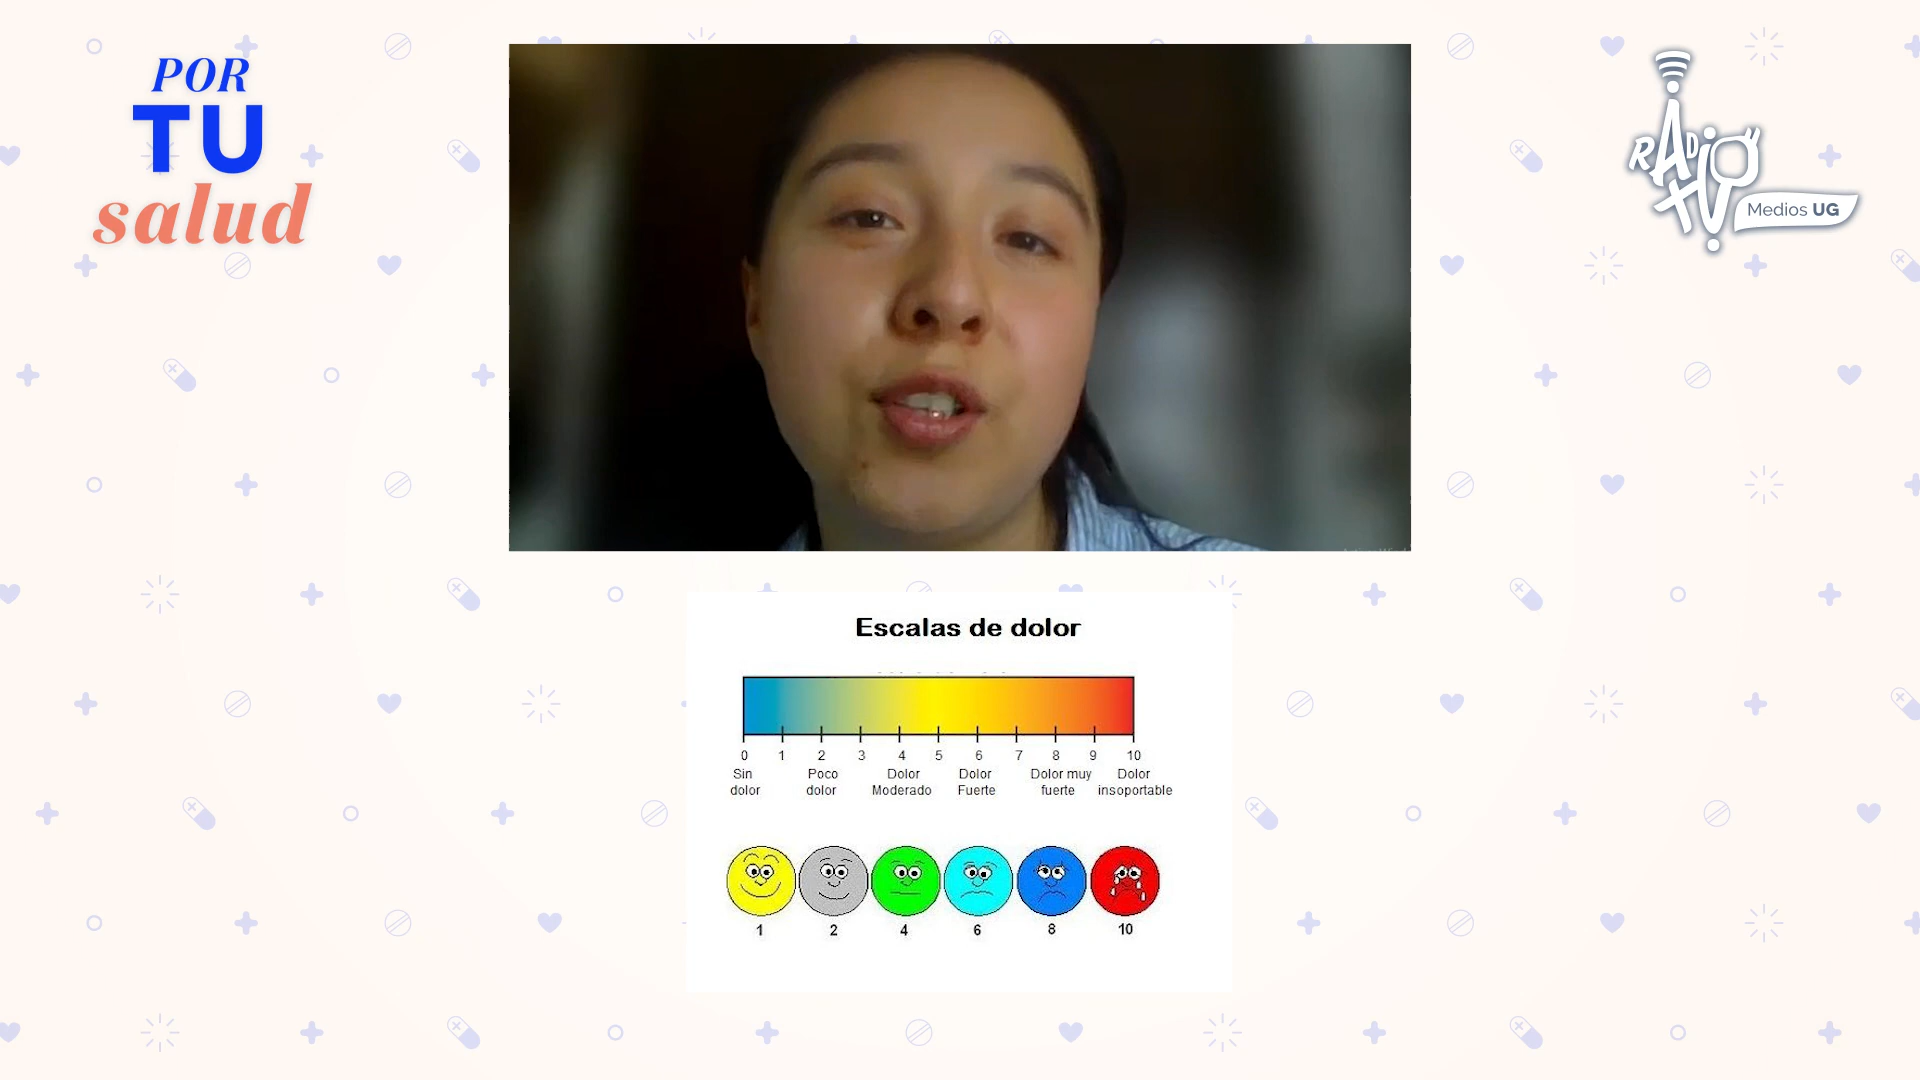 POR
TU
salud
RADIO
TV
Medios UG
Escalas de dolor
0 1 2 3 4 5 6 7 8 9 10
Sin dolor
Poco dolor
Dolor Moderado
Dolor Fuerte
Dolor muy fuerte
Dolor insoportable
1 2 4 6 8 10